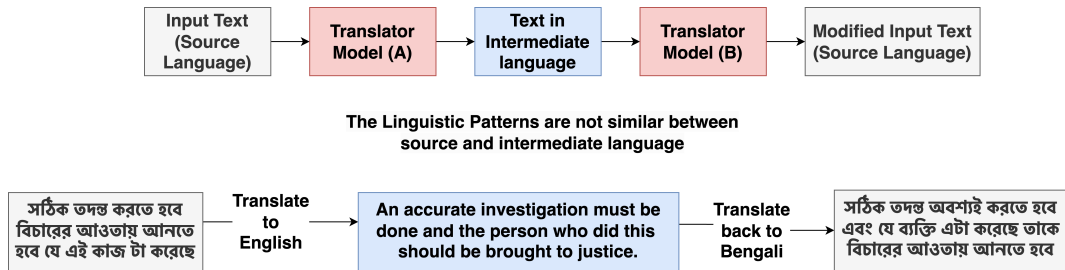 Input Text
(Source
Language)
Translator
Model (A)
Text in
Intermediate
language
Translator
Model (B)
Modified Input Text
(Source Language)
The Linguistic Patterns are not similar between
source and intermediate language
সঠিক তদন্ত করতে হবে
বিচারের আওতায় আনতে
হবে যে এই কাজ টা করেছে
Translate
to
English
An accurate investigation must be
done and the person who did this
should be brought to justice.
Translate
back to
Bengali
সঠিক তদন্ত অবশ্যই করতে হবে
এবং যে ব্যক্তি এটা করেছে তাকে
বিচারের আওতায় আনতে হবে